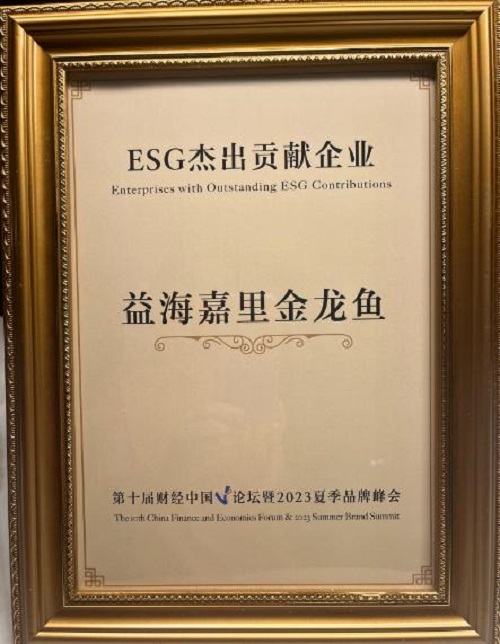 ESG杰出贡献企业
Enterprises with Outstanding ESG Contributions
益海嘉里金龙鱼
第十届财经中国V论坛暨2023夏季品牌峰会
The 10th China Finance and Economics Forum & 2023 Summer Brand Summit